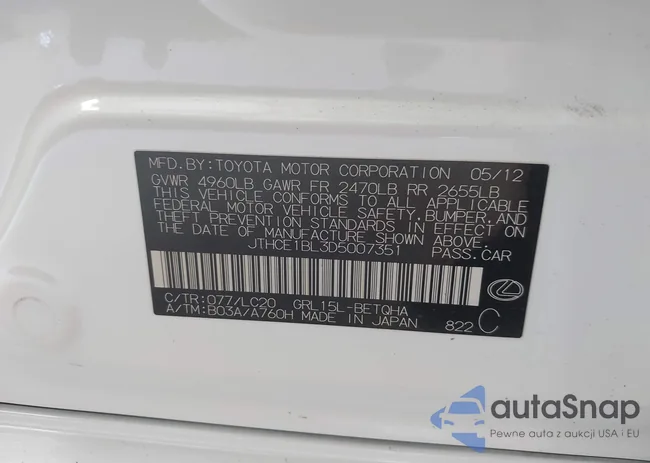 MFD.BY:TOYOTA MOTOR CORPORATION 05/12
GVWR 4960LB GAWR FR 2470LB RR 2655LB
THIS VEHICLE CONFORMS TO ALL APPLICABLE
FEDERAL MOTOR VEHICLE SAFETY,BUMPER,AND
THEFT PREVENTION STANDARDS IN EFFECT ON
THE DATE OF MANUFACTURE SHOWN ABOVE.
JTHCE1BL3D5007351 PASS.CAR
C/TR:077/LC20 GRL15L-BETQHA
A/TM:B03A/A760H MADE IN JAPAN 822 C
autaSnap
Pewne auta z aukcji USA i EU